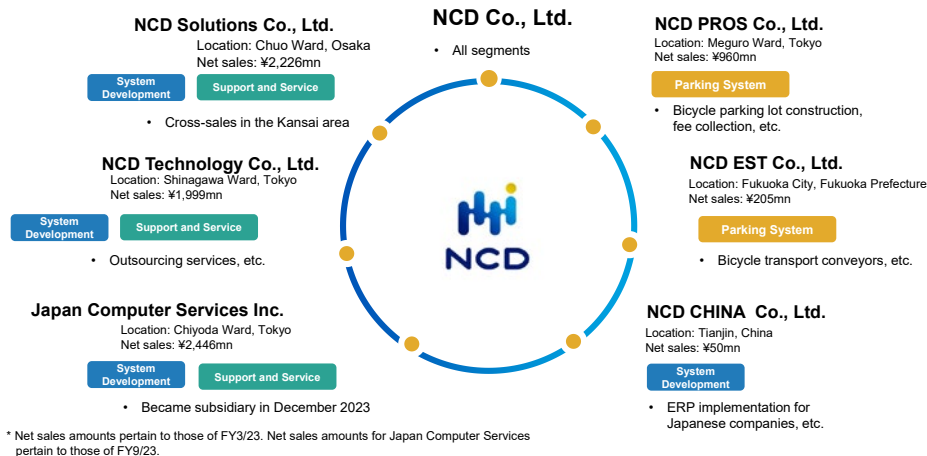 NCD Co., Ltd.
• All segments
NCD Solutions Co., Ltd.
Location: Chuo Ward, Osaka
Net sales: ¥2,226mn
System
Development
Support and Service
• Cross-sales in the Kansai area
NCD Technology Co., Ltd.
Location: Shinagawa Ward, Tokyo
Net sales: ¥1,999mn
System
Development
Support and Service
• Outsourcing services, etc.
Japan Computer Services Inc.
Location: Chiyoda Ward, Tokyo
Net sales: ¥2,446mn
System
Development
Support and Service
• Became subsidiary in December 2023
NCD
NCD PROS Co., Ltd.
Location: Meguro Ward, Tokyo
Net sales: ¥960mn
Parking System
• Bicycle parking lot construction,
fee collection, etc.
NCD EST Co., Ltd.
Location: Fukuoka City, Fukuoka Prefecture
Net sales: ¥205mn
Parking System
• Bicycle transport conveyors, etc.
NCD CHINA Co., Ltd.
Location: Tianjin, China
Net sales: ¥50mn
System
Development
• ERP implementation for
Japanese companies, etc.
* Net sales amounts pertain to those of FY3/23. Net sales amounts for Japan Computer Services
pertain to those of FY9/23.